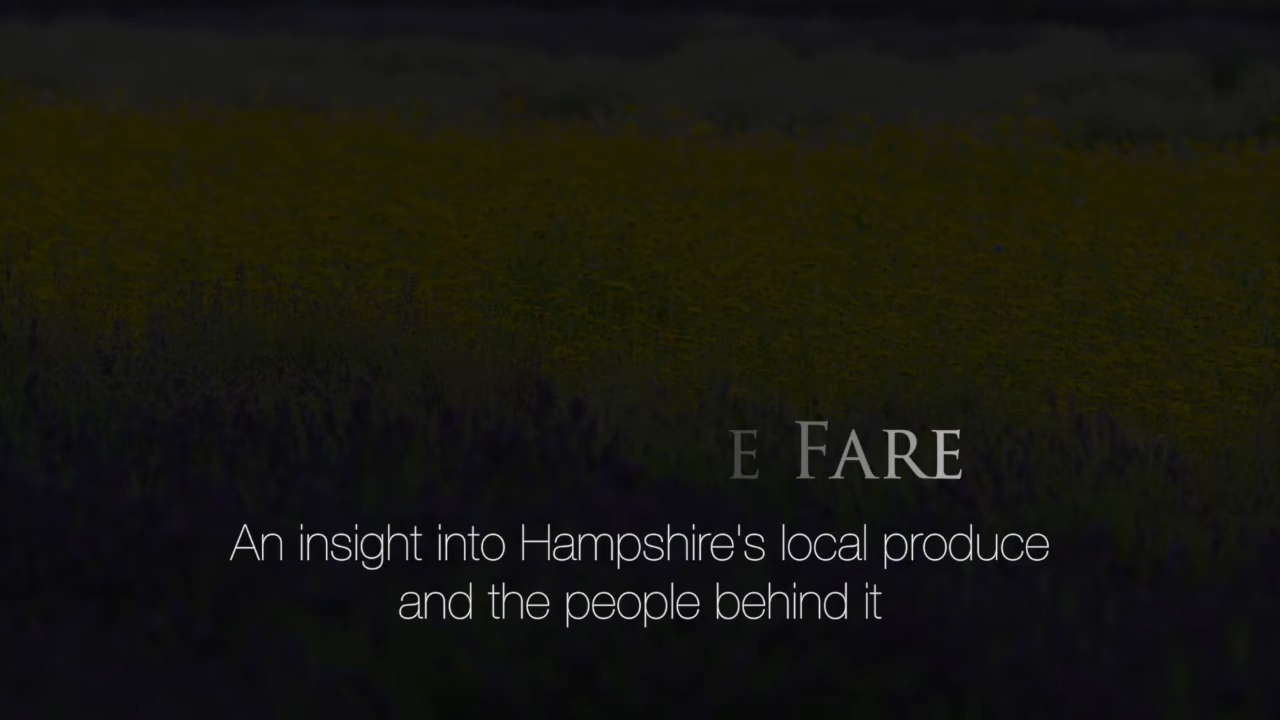 E FARE
An insight into Hampshire's local produce
and the people behind it